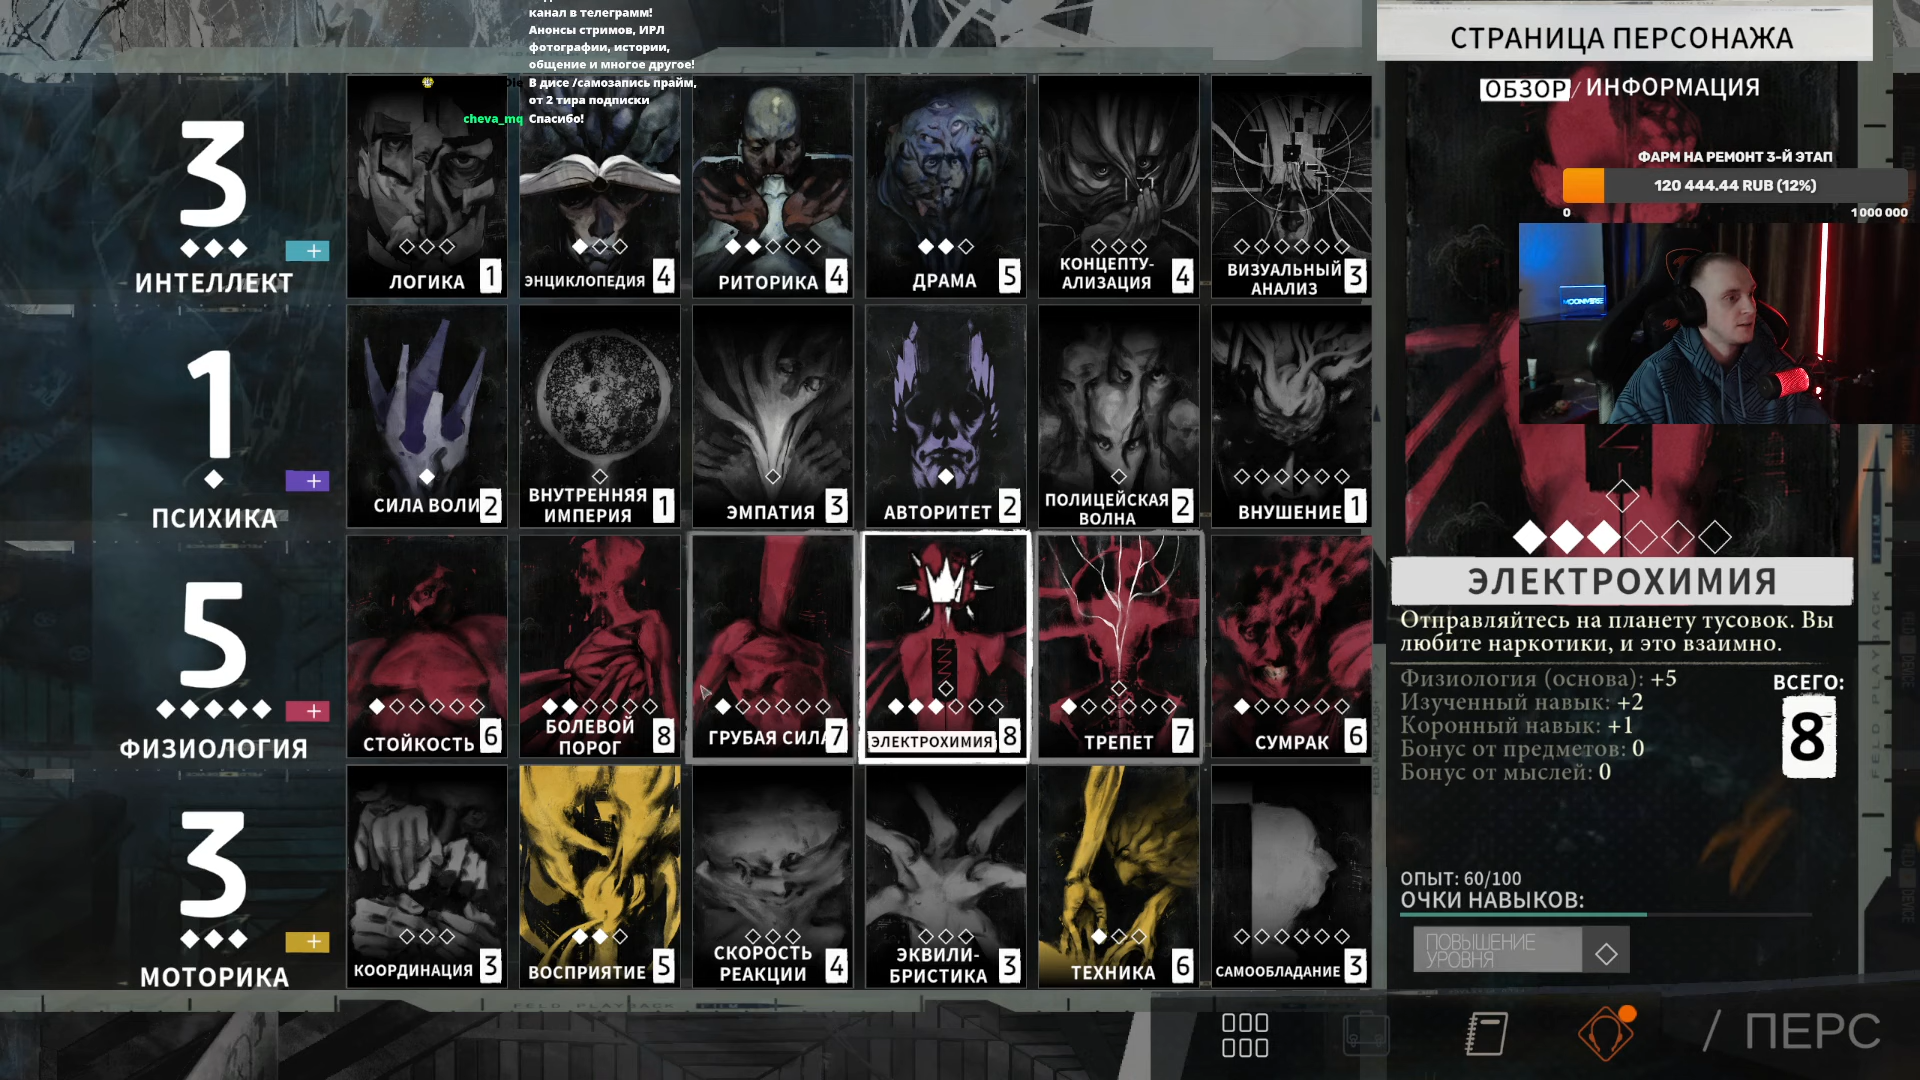 канал в телеграмм!
Анонсы стримов, ИРЛ
фотографии, истории,
общение и многое другое!
В дисе /самозапись прайм,
от 2 тира подписки
cheva_mq Спасибо!
СТРАНИЦА ПЕРСОНАЖА
ОБЗОР / ИНФОРМАЦИЯ
ФАРМ НА РЕМОНТ 3-Й ЭТАП
120 444.44 RUB (12%)
0 1 000 000
MOONVERSE
3
ИНТЕЛЛЕКТ
+
ЛОГИКА 1
ЭНЦИКЛОПЕДИЯ 4
РИТОРИКА 4
ДРАМА 5
КОНЦЕПТУ-
АЛИЗАЦИЯ 4
ВИЗУАЛЬНЫЙ
АНАЛИЗ 3
1
ПСИХИКА
+
СИЛА ВОЛИ 2
ВНУТРЕННЯЯ
ИМПЕРИЯ 1
ЭМПАТИЯ 3
АВТОРИТЕТ 2
ПОЛИЦЕЙСКАЯ
ВОЛНА 2
ВНУШЕНИЕ 1
5
ФИЗИОЛОГИЯ
+
СТОЙКОСТЬ 6
БОЛЕВОЙ
ПОРОГ 8
ГРУБАЯ СИЛА 7
ЭЛЕКТРОХИМИЯ 8
ТРЕПЕТ 7
СУМРАК 6
3
МОТОРИКА
+
КООРДИНАЦИЯ 3
ВОСПРИЯТИЕ 5
СКОРОСТЬ
РЕАКЦИИ 4
ЭКВИЛИ-
БРИСТИКА 3
ТЕХНИКА 6
САМООБЛАДАНИЕ 3
ЭЛЕКТРОХИМИЯ
Отправляйтесь на планету тусовок. Вы
любите наркотики, и это взаимно.
Физиология (основа): +5
Изученный навык: +2
Коронный навык: +1
Бонус от предметов: 0
Бонус от мыслей: 0
ВСЕГО:
8
ОПЫТ: 60/100
ОЧКИ НАВЫКОВ:
ПОВЫШЕНИЕ
УРОВНЯ
FELD PLAYBACK
/ ПЕРС